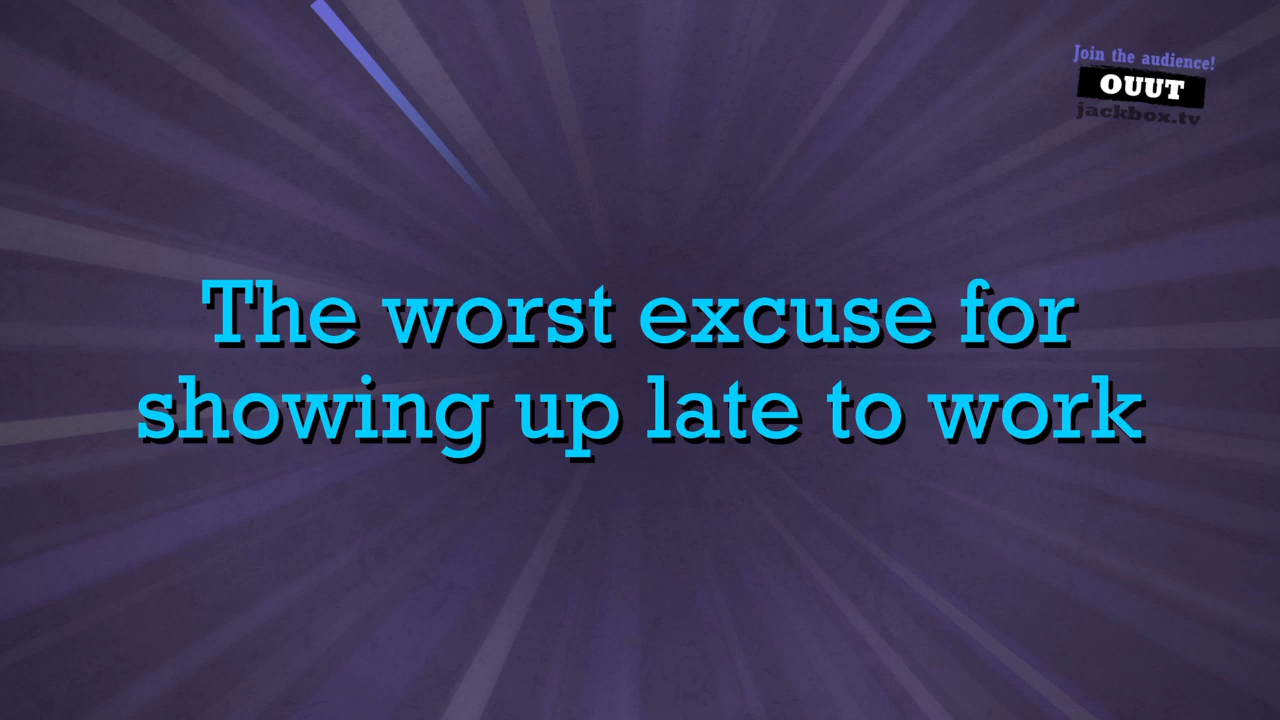 Join the audience!
OUUT
jackbox.tv
The worst excuse for
showing up late to work